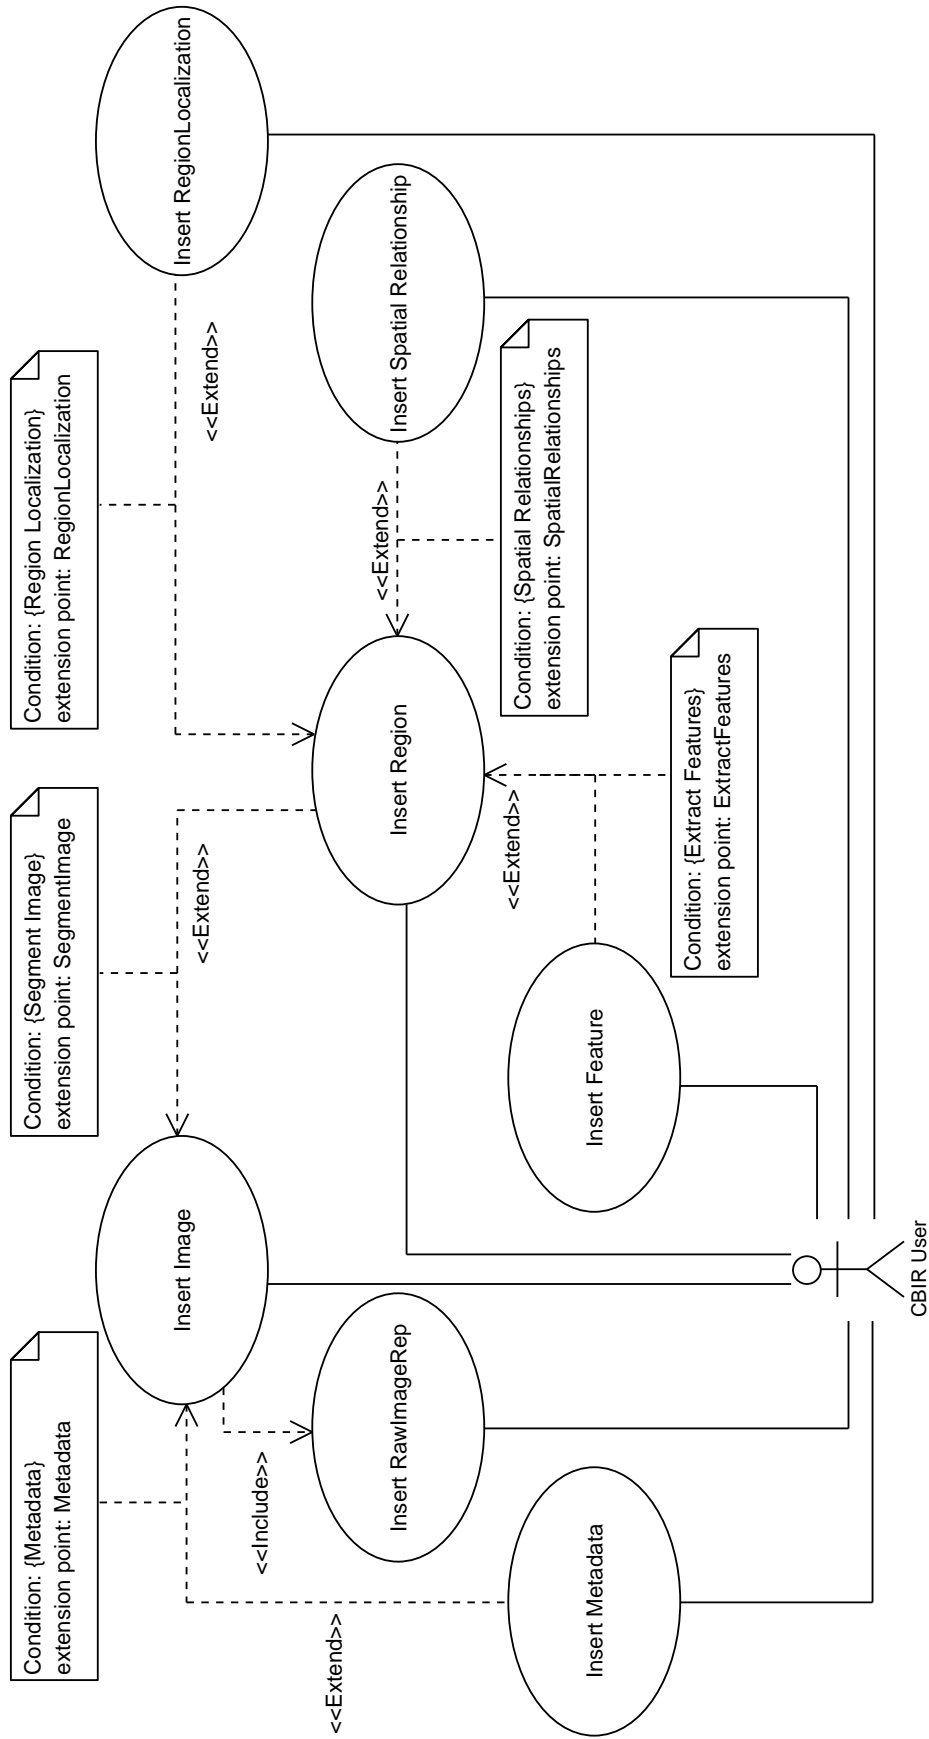 Condition: {Metadata}
extension point: Metadata
Condition: {Segment Image}
extension point: SegmentImage
Condition: {Region Localization}
extension point: RegionLocalization
Insert Image
Insert RegionLocalization
<<Extend>>
<<Extend>>
<<Include>>
<<Extend>>
<<Extend>>
Insert RawImageRep
Insert Region
Insert Spatial Relationship
<<Extend>>
Condition: {Spatial Relationships}
extension point: SpatialRelationships
Insert Metadata
Insert Feature
Condition: {Extract Features}
extension point: ExtractFeatures
CBIR User